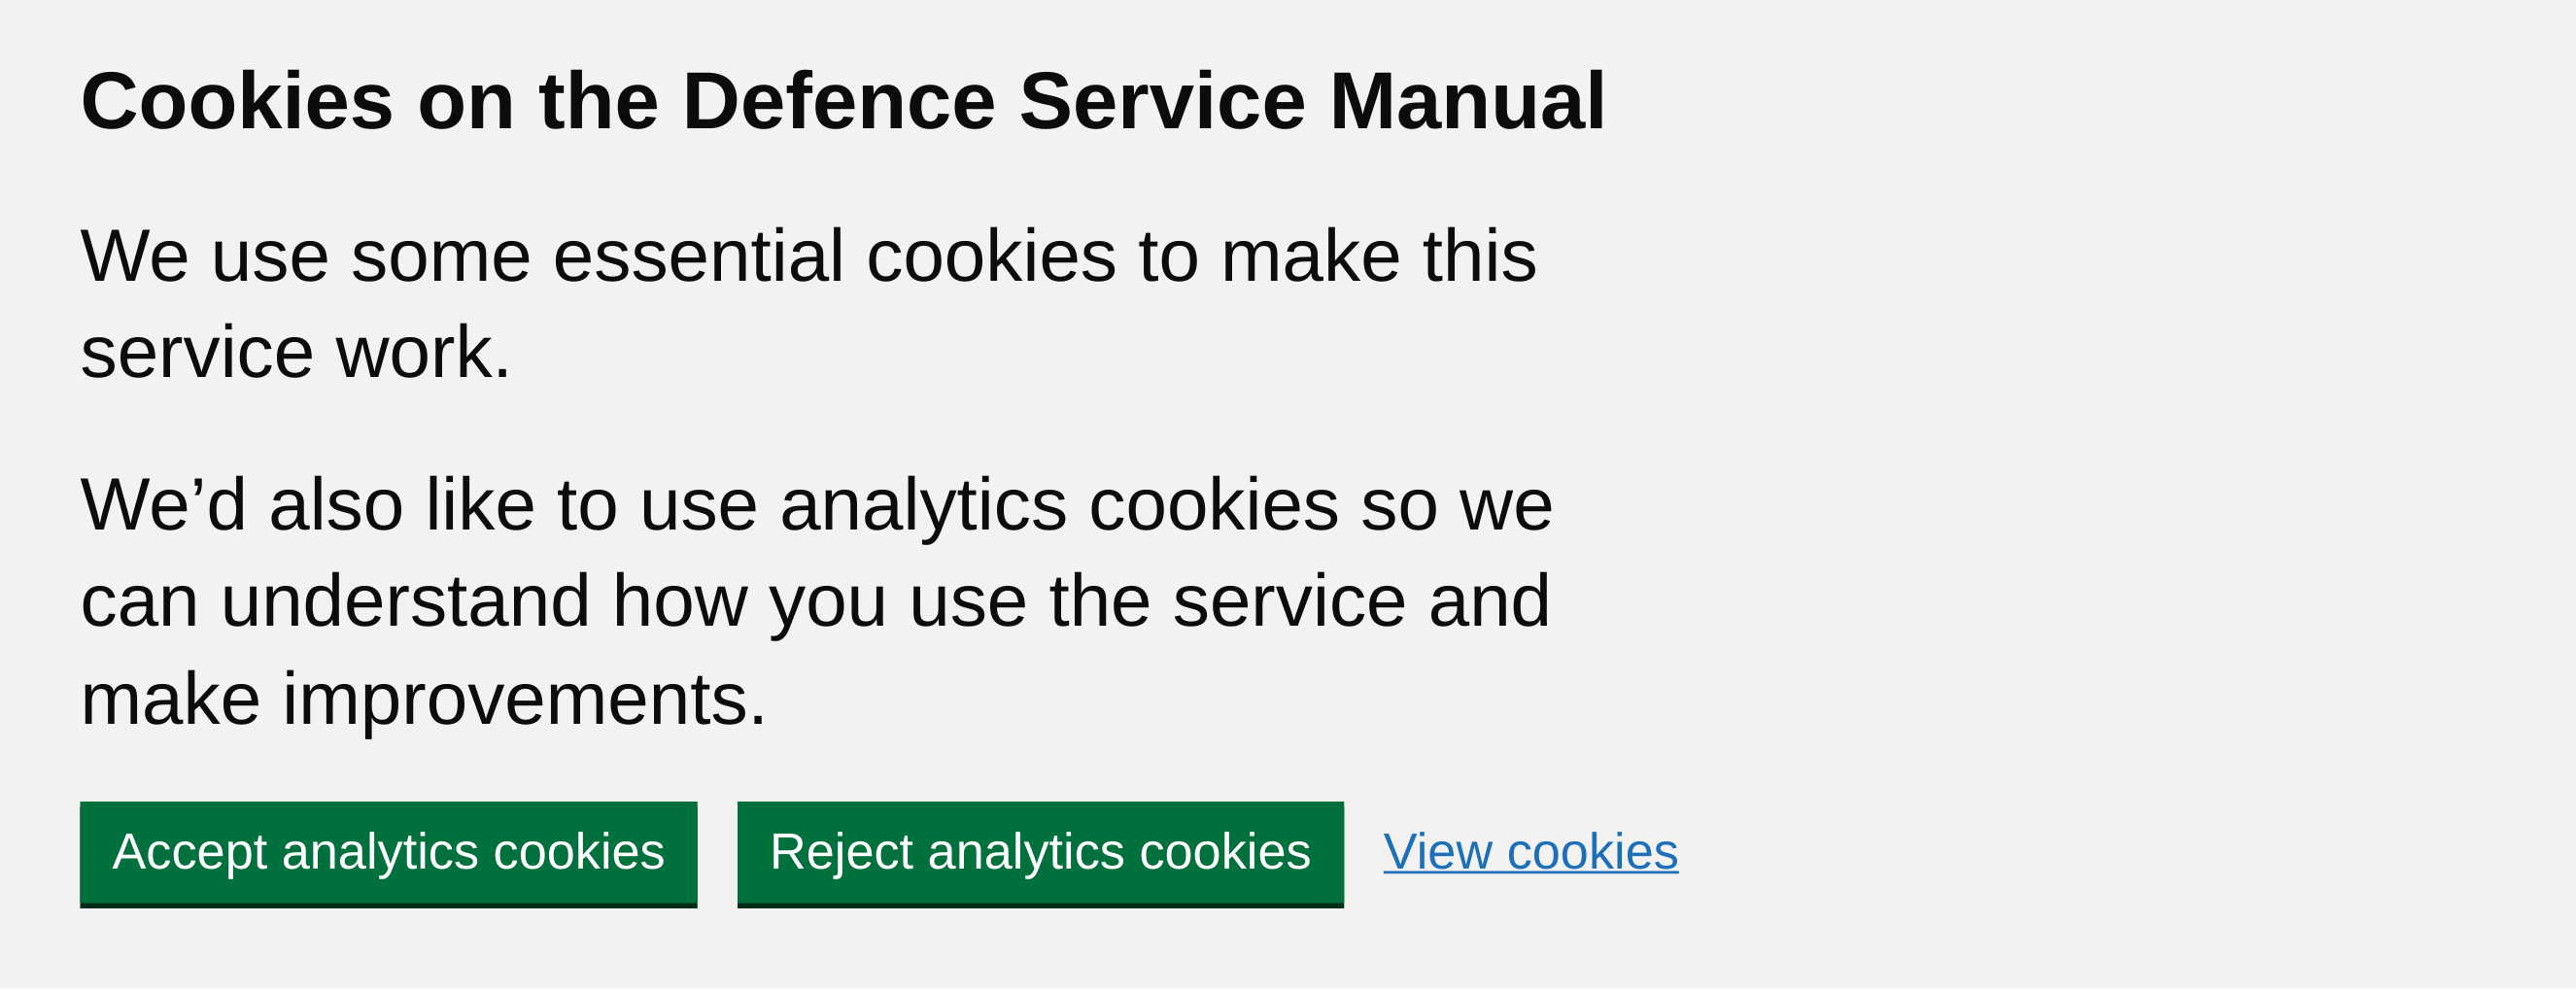 Cookies on the Defence Service Manual
We use some essential cookies to make this
service work.
We’d also like to use analytics cookies so we
can understand how you use the service and
make improvements.
Accept analytics cookies
Reject analytics cookies
View cookies